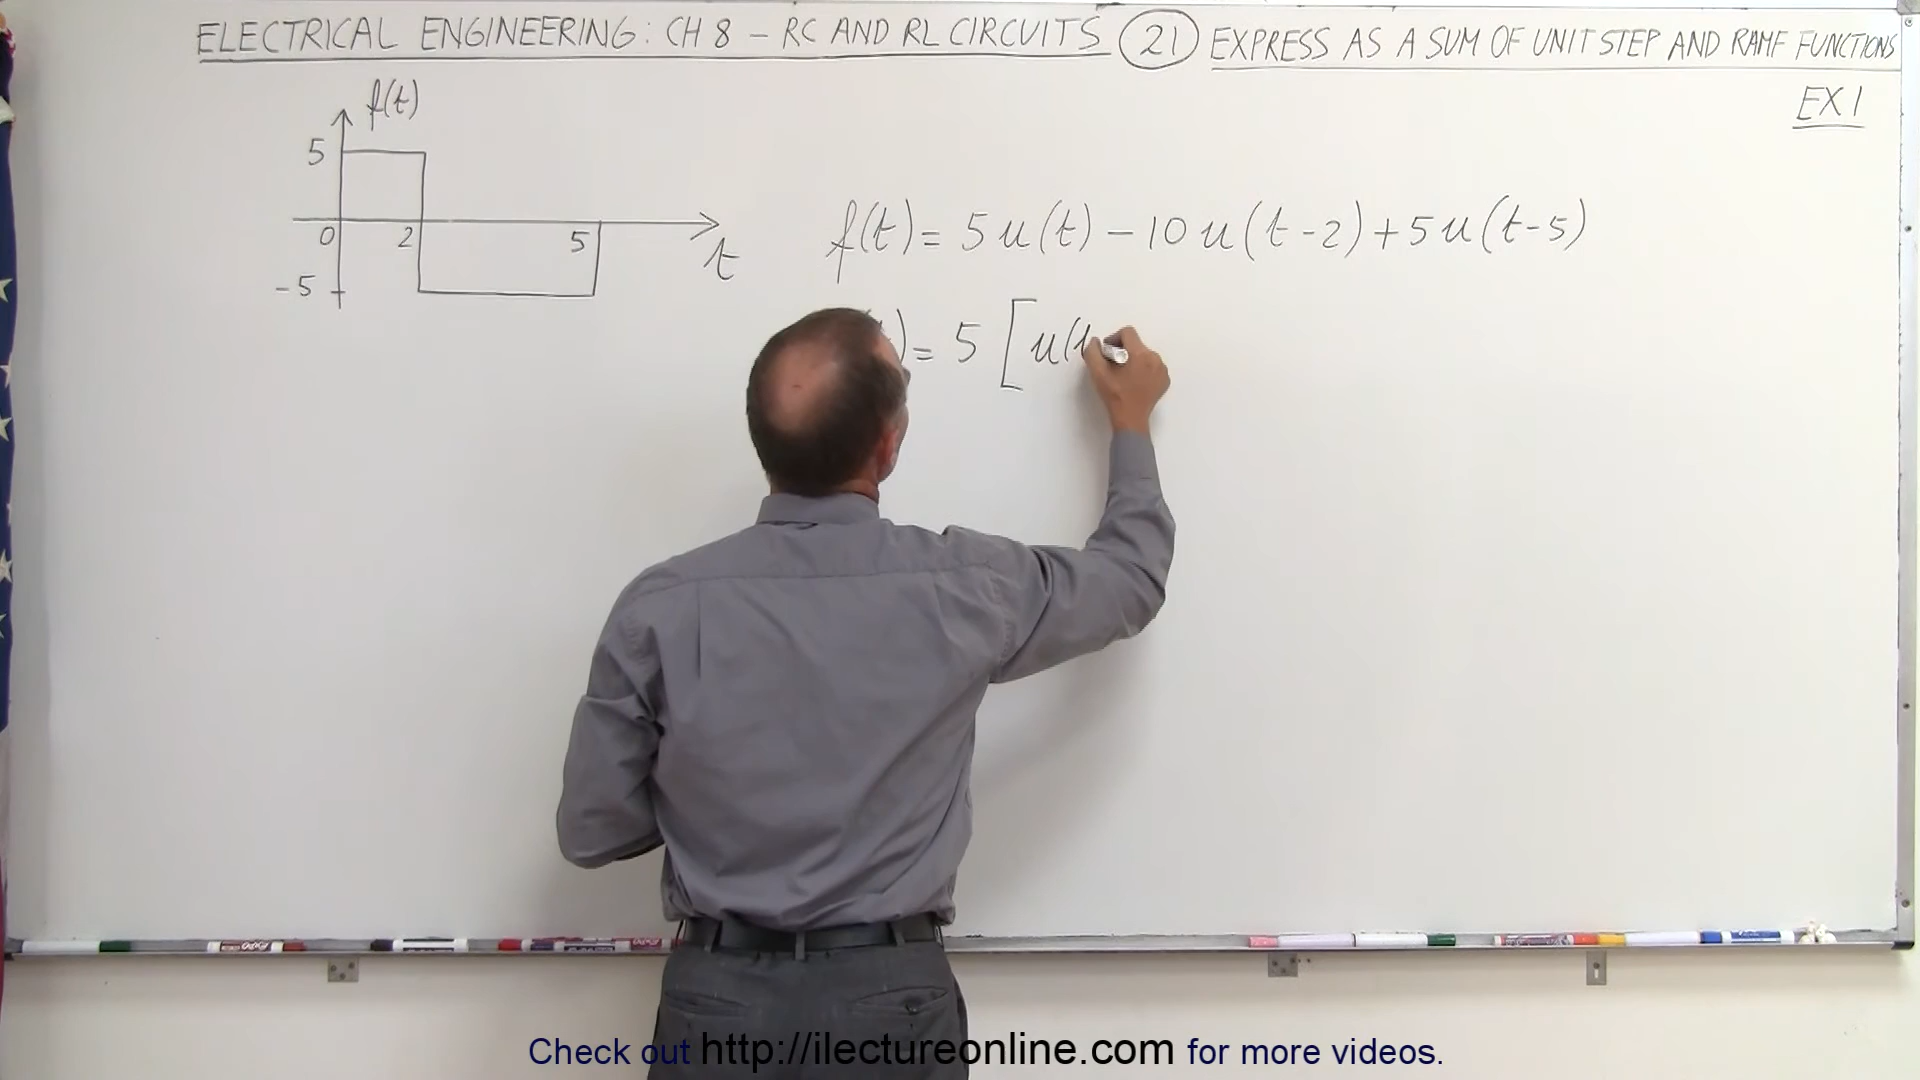 ELECTRICAL ENGINEERING: CH 8 – RC AND RL CIRCUITS 21 EXPRESS AS A SUM OF UNIT STEP AND RAMP FUNCTIONS
EX 1
f(t)
5
0 2 5
t
-5
f(t) = 5u(t) – 10u(t-2) + 5u(t-5)
) = 5 [u(t
Check out http://ilectureonline.com for more videos.